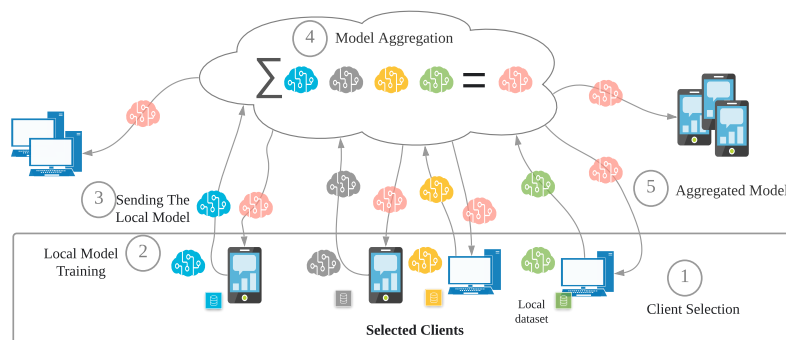 4 Model Aggregation
∑ =
3 Sending The
Local Model
5 Aggregated Model
Local Model
Training
2
1
Client Selection
Local
dataset
Selected Clients